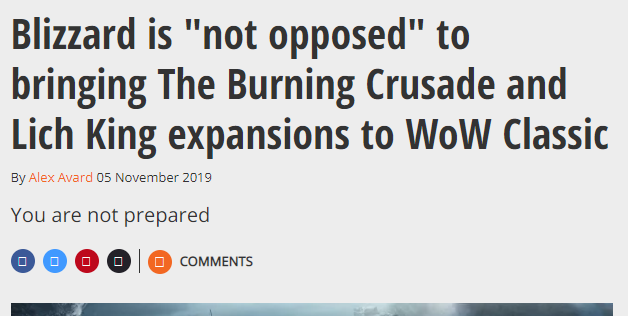 Blizzard is "not opposed" to
bringing The Burning Crusade and
Lich King expansions to WoW Classic
By Alex Avard 05 November 2019
You are not prepared
COMMENTS